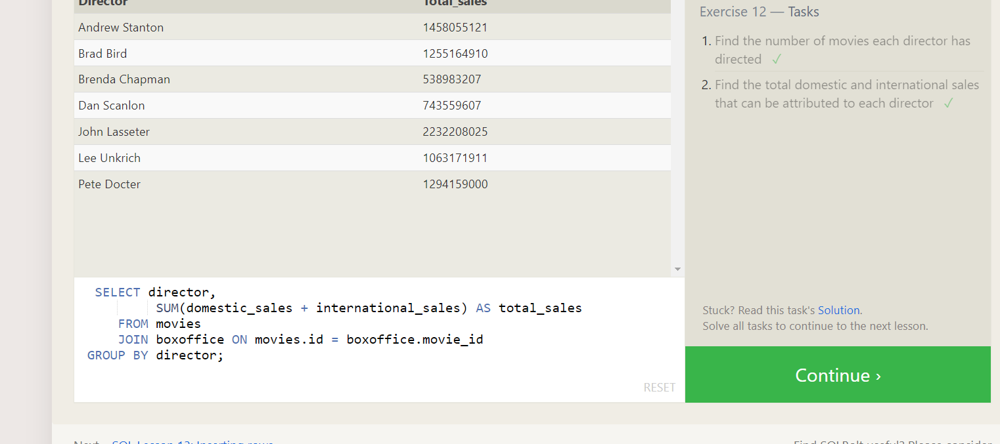 Director Total_sales
Andrew Stanton 1458055121
Brad Bird 1255164910
Brenda Chapman 538983207
Dan Scanlon 743559607
John Lasseter 2232208025
Lee Unkrich 1063171911
Pete Docter 1294159000
SELECT director,
SUM(domestic_sales + international_sales) AS total_sales
FROM movies
JOIN boxoffice ON movies.id = boxoffice.movie_id
GROUP BY director;
RESET
Exercise 12 — Tasks
1. Find the number of movies each director has
directed ✓
2. Find the total domestic and international sales
that can be attributed to each director ✓
Stuck? Read this task's Solution.
Solve all tasks to continue to the next lesson.
Continue ›
Next – SQL Lesson 13: Inserting rows
Find SQLBolt useful? Please consider